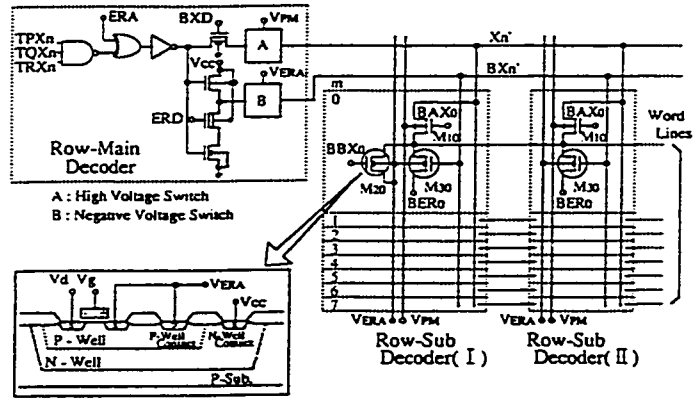 ERA
BXD
VPM
TPXn
TQXn
TRXn
A
Xn'
VCC
VERA
BXn'
B
ERD
m
0
Row-Main
Decoder
BAX0
M10
BAX0
M10
Word
Lines
BBX0
M20
M30
BER0
M30
BER0
A : High Voltage Switch
B : Negative Voltage Switch
1
2
3
4
5
6
7
Vd Vg
VERA
VCC
P - Well
P-Well
Contact
N-Well
Contact
N - Well
P-Sub.
VERA VPM
VERA VPM
Row-Sub
Decoder( I )
Row-Sub
Decoder( II )